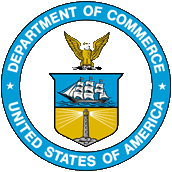 DEPARTMENT OF COMMERCE
UNITED STATES OF AMERICA